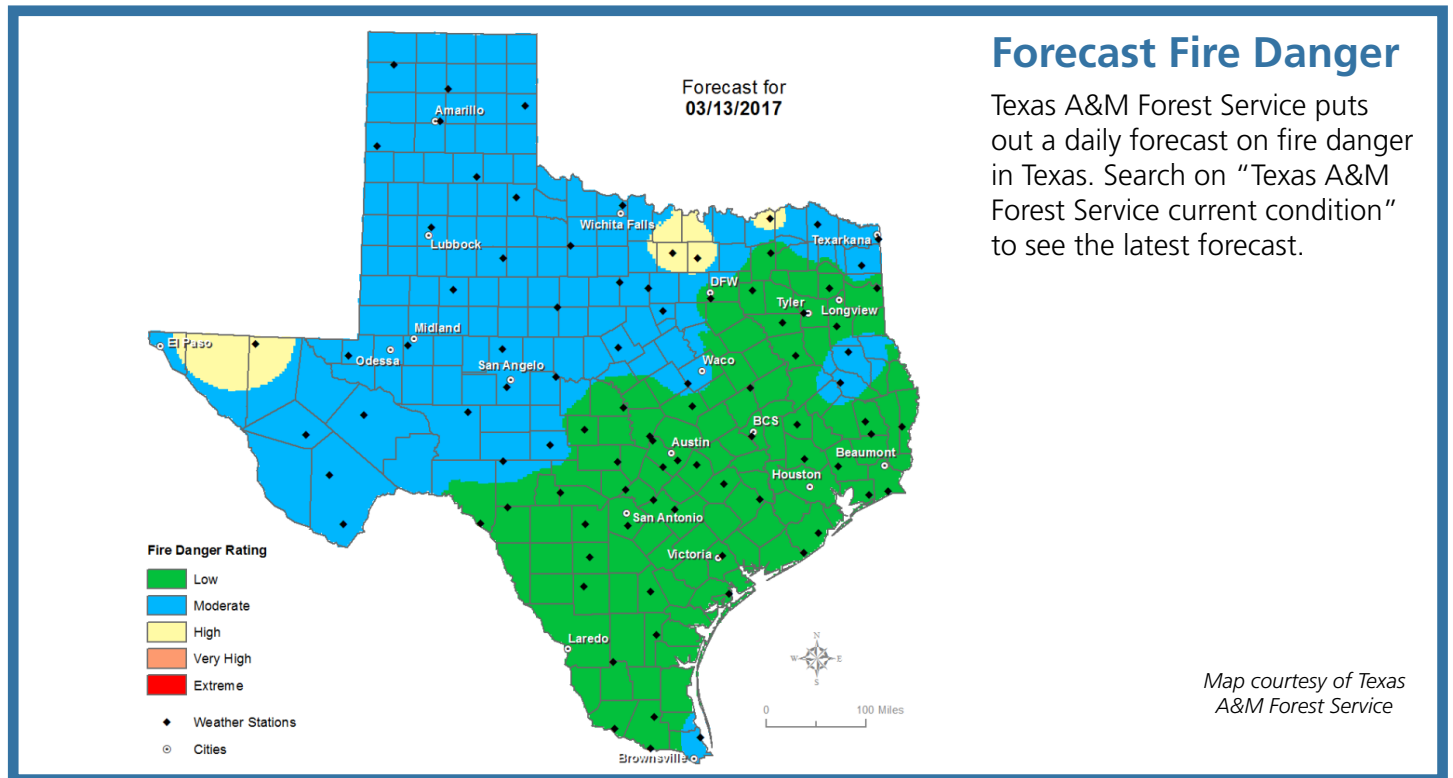 Forecast Fire Danger
Texas A&M Forest Service puts
out a daily forecast on fire danger
in Texas. Search on “Texas A&M
Forest Service current condition”
to see the latest forecast.
Forecast for
03/13/2017
Amarillo
Wichita Falls
Lubbock
Texarkana
DFW
Tyler
Longview
El Paso
Midland
Odessa
San Angelo
Waco
BCS
Austin
Beaumont
Houston
San Antonio
Victoria
Laredo
Brownsville
Fire Danger Rating
Low
Moderate
High
Very High
Extreme
Weather Stations
Cities
N
W E
S
0 100 Miles
Map courtesy of Texas
A&M Forest Service